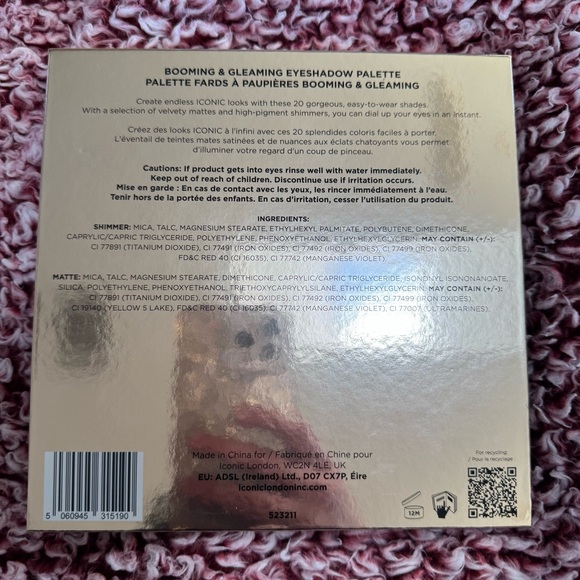 BOOMING & GLEAMING EYESHADOW PALETTE
PALETTE FARDS À PAUPIÈRES BOOMING & GLEAMING
Create endless ICONIC looks with these 20 gorgeous, easy-to-wear shades.
With a selection of velvety mattes and high-pigment shimmers, you can dial up your eyes in an instant.
Créez des looks ICONIC à l'infini avec ces 20 splendides coloris faciles à porter.
L'éventail de teintes mates satinées et de nuances aux éclats chatoyants vous permet
d'illuminer votre regard d'un coup de pinceau.
Cautions: If product gets into eyes rinse well with water immediately.
Keep out of reach of children. Discontinue use if irritation occurs.
Mise en garde : En cas de contact avec les yeux, les rincer immédiatement à l'eau.
Tenir hors de la portée des enfants. En cas d'irritation, cesser l'utilisation du produit.
INGREDIENTS:
SHIMMER: MICA, TALC, MAGNESIUM STEARATE, ETHYLHEXYL PALMITATE, POLYBUTENE, DIMETHICONE,
CAPRYLIC/CAPRIC TRIGLYCERIDE, POLYETHYLENE, PHENOXYETHANOL, ETHYLHEXYLGLYCERIN. MAY CONTAIN (+/-):
CI 77891 (TITANIUM DIOXIDE), CI 77491 (IRON OXIDES), CI 77492 (IRON OXIDES), CI 77499 (IRON OXIDES),
FD&C RED 40 (CI 16035), CI 77742 (MANGANESE VIOLET).
MATTE: MICA, TALC, MAGNESIUM STEARATE, DIMETHICONE, CAPRYLIC/CAPRIC TRIGLYCERIDE, ISONONYL ISONONANOATE,
SILICA, POLYETHYLENE, PHENOXYETHANOL, TRIETHOXYCAPRYLYLSILANE, ETHYLHEXYLGLYCERIN. MAY CONTAIN (+/-):
CI 77891 (TITANIUM DIOXIDE), CI 77491 (IRON OXIDES), CI 77492 (IRON OXIDES), CI 77499 (IRON OXIDES),
CI 19140 (YELLOW 5 LAKE), FD&C RED 40 (CI 16035), CI 77742 (MANGANESE VIOLET), CI 77007 (ULTRAMARINES).
Made in China for / Fabriqué en Chine pour
Iconic London, WC2N 4LE, UK
EU: ADSL (Ireland) Ltd., D07 CX7P, Éire
iconiclondoninc.com
523211
5 060945 315190
12M
For recycling
/ Pour le recyclage